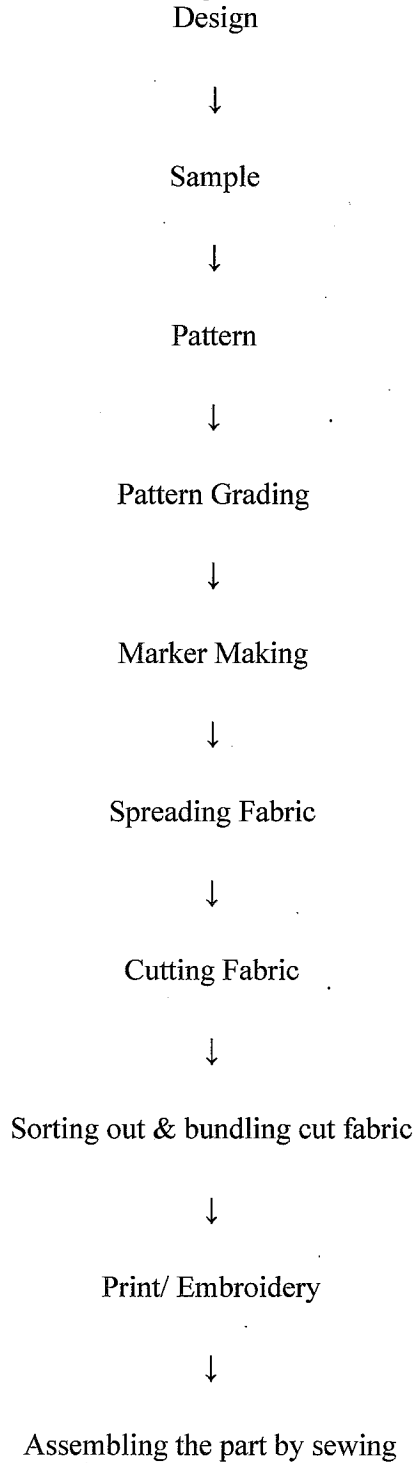 Design
↓
Sample
↓
Pattern
↓
Pattern Grading
↓
Marker Making
↓
Spreading Fabric
↓
Cutting Fabric
↓
Sorting out & bundling cut fabric
↓
Print/ Embroidery
↓
Assembling the part by sewing